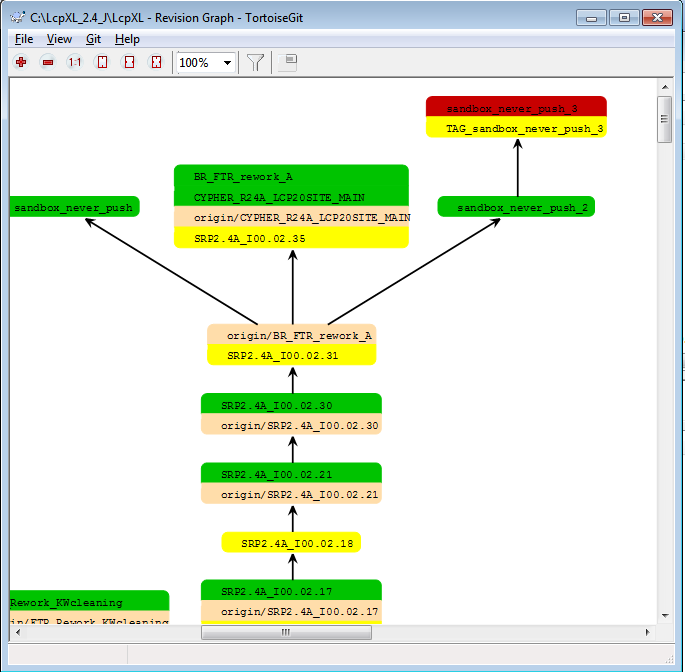 C:\LcpXL_2.4_J\LcpXL - Revision Graph - TortoiseGit
File View Git Help
1:1 100%
sandbox_never_push_3
TAG_sandbox_never_push_3
BR_FTR_rework_A
CYPHER_R24A_LCP20SITE_MAIN
origin/CYPHER_R24A_LCP20SITE_MAIN
SRP2.4A_I00.02.35
sandbox_never_push
sandbox_never_push_2
origin/BR_FTR_rework_A
SRP2.4A_I00.02.31
SRP2.4A_I00.02.30
origin/SRP2.4A_I00.02.30
SRP2.4A_I00.02.21
origin/SRP2.4A_I00.02.21
SRP2.4A_I00.02.18
SRP2.4A_I00.02.17
origin/SRP2.4A_I00.02.17
Rework_KWcleaning
in/FTR_Rework_KWcleaning